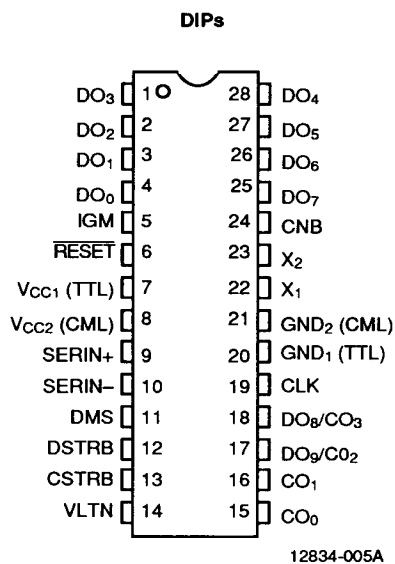 DIPs
DO₃ 1 28 DO₄
DO₂ 2 27 DO₅
DO₁ 3 26 DO₆
DO₀ 4 25 DO₇
IGM 5 24 CNB
R̅E̅S̅E̅T̅ 6 23 X₂
VCC1 (TTL) 7 22 X₁
VCC2 (CML) 8 21 GND₂ (CML)
SERIN+ 9 20 GND₁ (TTL)
SERIN− 10 19 CLK
DMS 11 18 DO₈/CO₃
DSTRB 12 17 DO₉/C0₂
CSTRB 13 16 CO₁
VLTN 14 15 CO₀
12834-005A